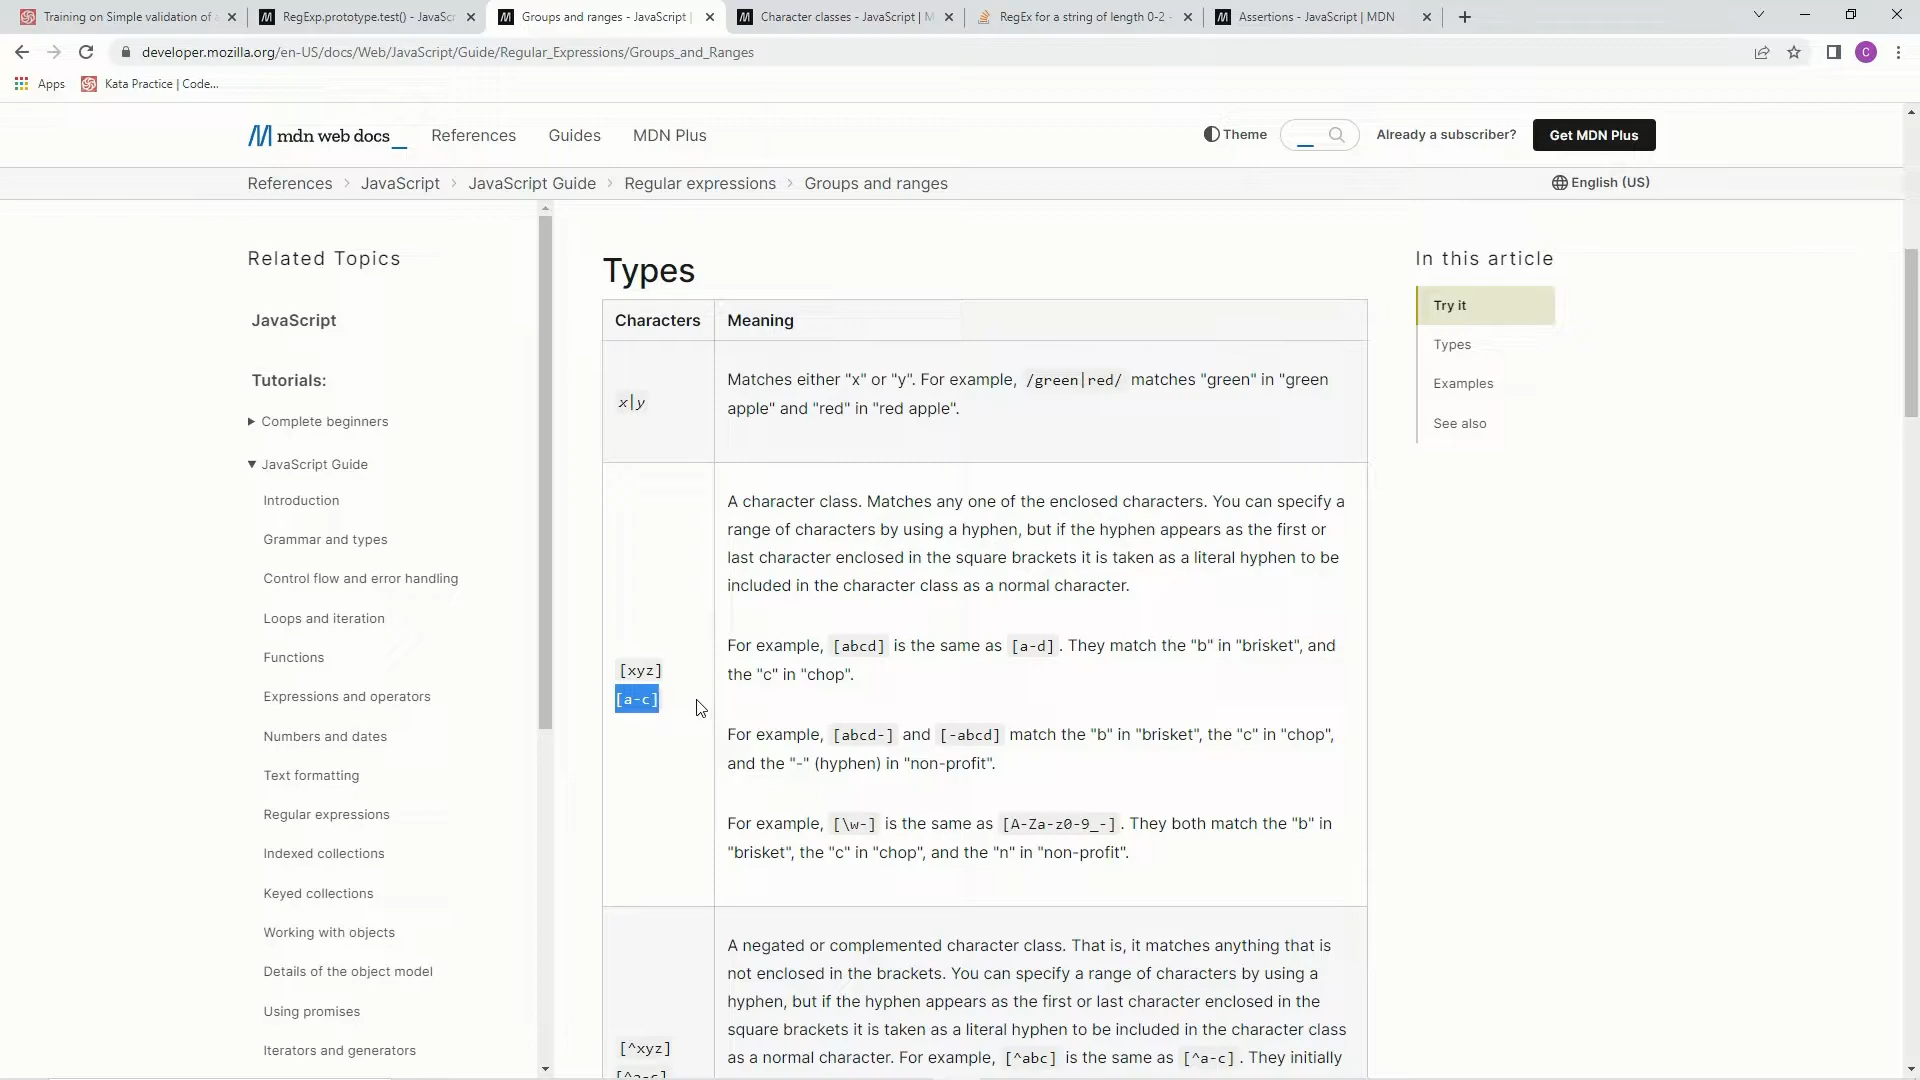 Training on Simple validation of a
RegExp.prototype.test() - JavaSc
Groups and ranges - JavaScript |
Character classes - JavaScript | M
RegEx for a string of length 0-2 -
Assertions - JavaScript | MDN
developer.mozilla.org/en-US/docs/Web/JavaScript/Guide/Regular_Expressions/Groups_and_Ranges
C
Apps
Kata Practice | Code...
mdn web docs _
References
Guides
MDN Plus
Theme
Already a subscriber?
Get MDN Plus
References > JavaScript > JavaScript Guide > Regular expressions > Groups and ranges
English (US)
Related Topics
JavaScript
Tutorials:
Complete beginners
JavaScript Guide
Introduction
Grammar and types
Control flow and error handling
Loops and iteration
Functions
Expressions and operators
Numbers and dates
Text formatting
Regular expressions
Indexed collections
Keyed collections
Working with objects
Details of the object model
Using promises
Iterators and generators
Types
Characters
Meaning
x|y
Matches either "x" or "y". For example, /green|red/ matches "green" in "green
apple" and "red" in "red apple".
[xyz]
[a-c]
A character class. Matches any one of the enclosed characters. You can specify a
range of characters by using a hyphen, but if the hyphen appears as the first or
last character enclosed in the square brackets it is taken as a literal hyphen to be
included in the character class as a normal character.
For example, [abcd] is the same as [a-d]. They match the "b" in "brisket", and
the "c" in "chop".
For example, [abcd-] and [-abcd] match the "b" in "brisket", the "c" in "chop",
and the "-" (hyphen) in "non-profit".
For example, [\w-] is the same as [A-Za-z0-9_-]. They both match the "b" in
"brisket", the "c" in "chop", and the "n" in "non-profit".
[^xyz]
[^a-c]
A negated or complemented character class. That is, it matches anything that is
not enclosed in the brackets. You can specify a range of characters by using a
hyphen, but if the hyphen appears as the first or last character enclosed in the
square brackets it is taken as a literal hyphen to be included in the character class
as a normal character. For example, [^abc] is the same as [^a-c]. They initially
In this article
Try it
Types
Examples
See also